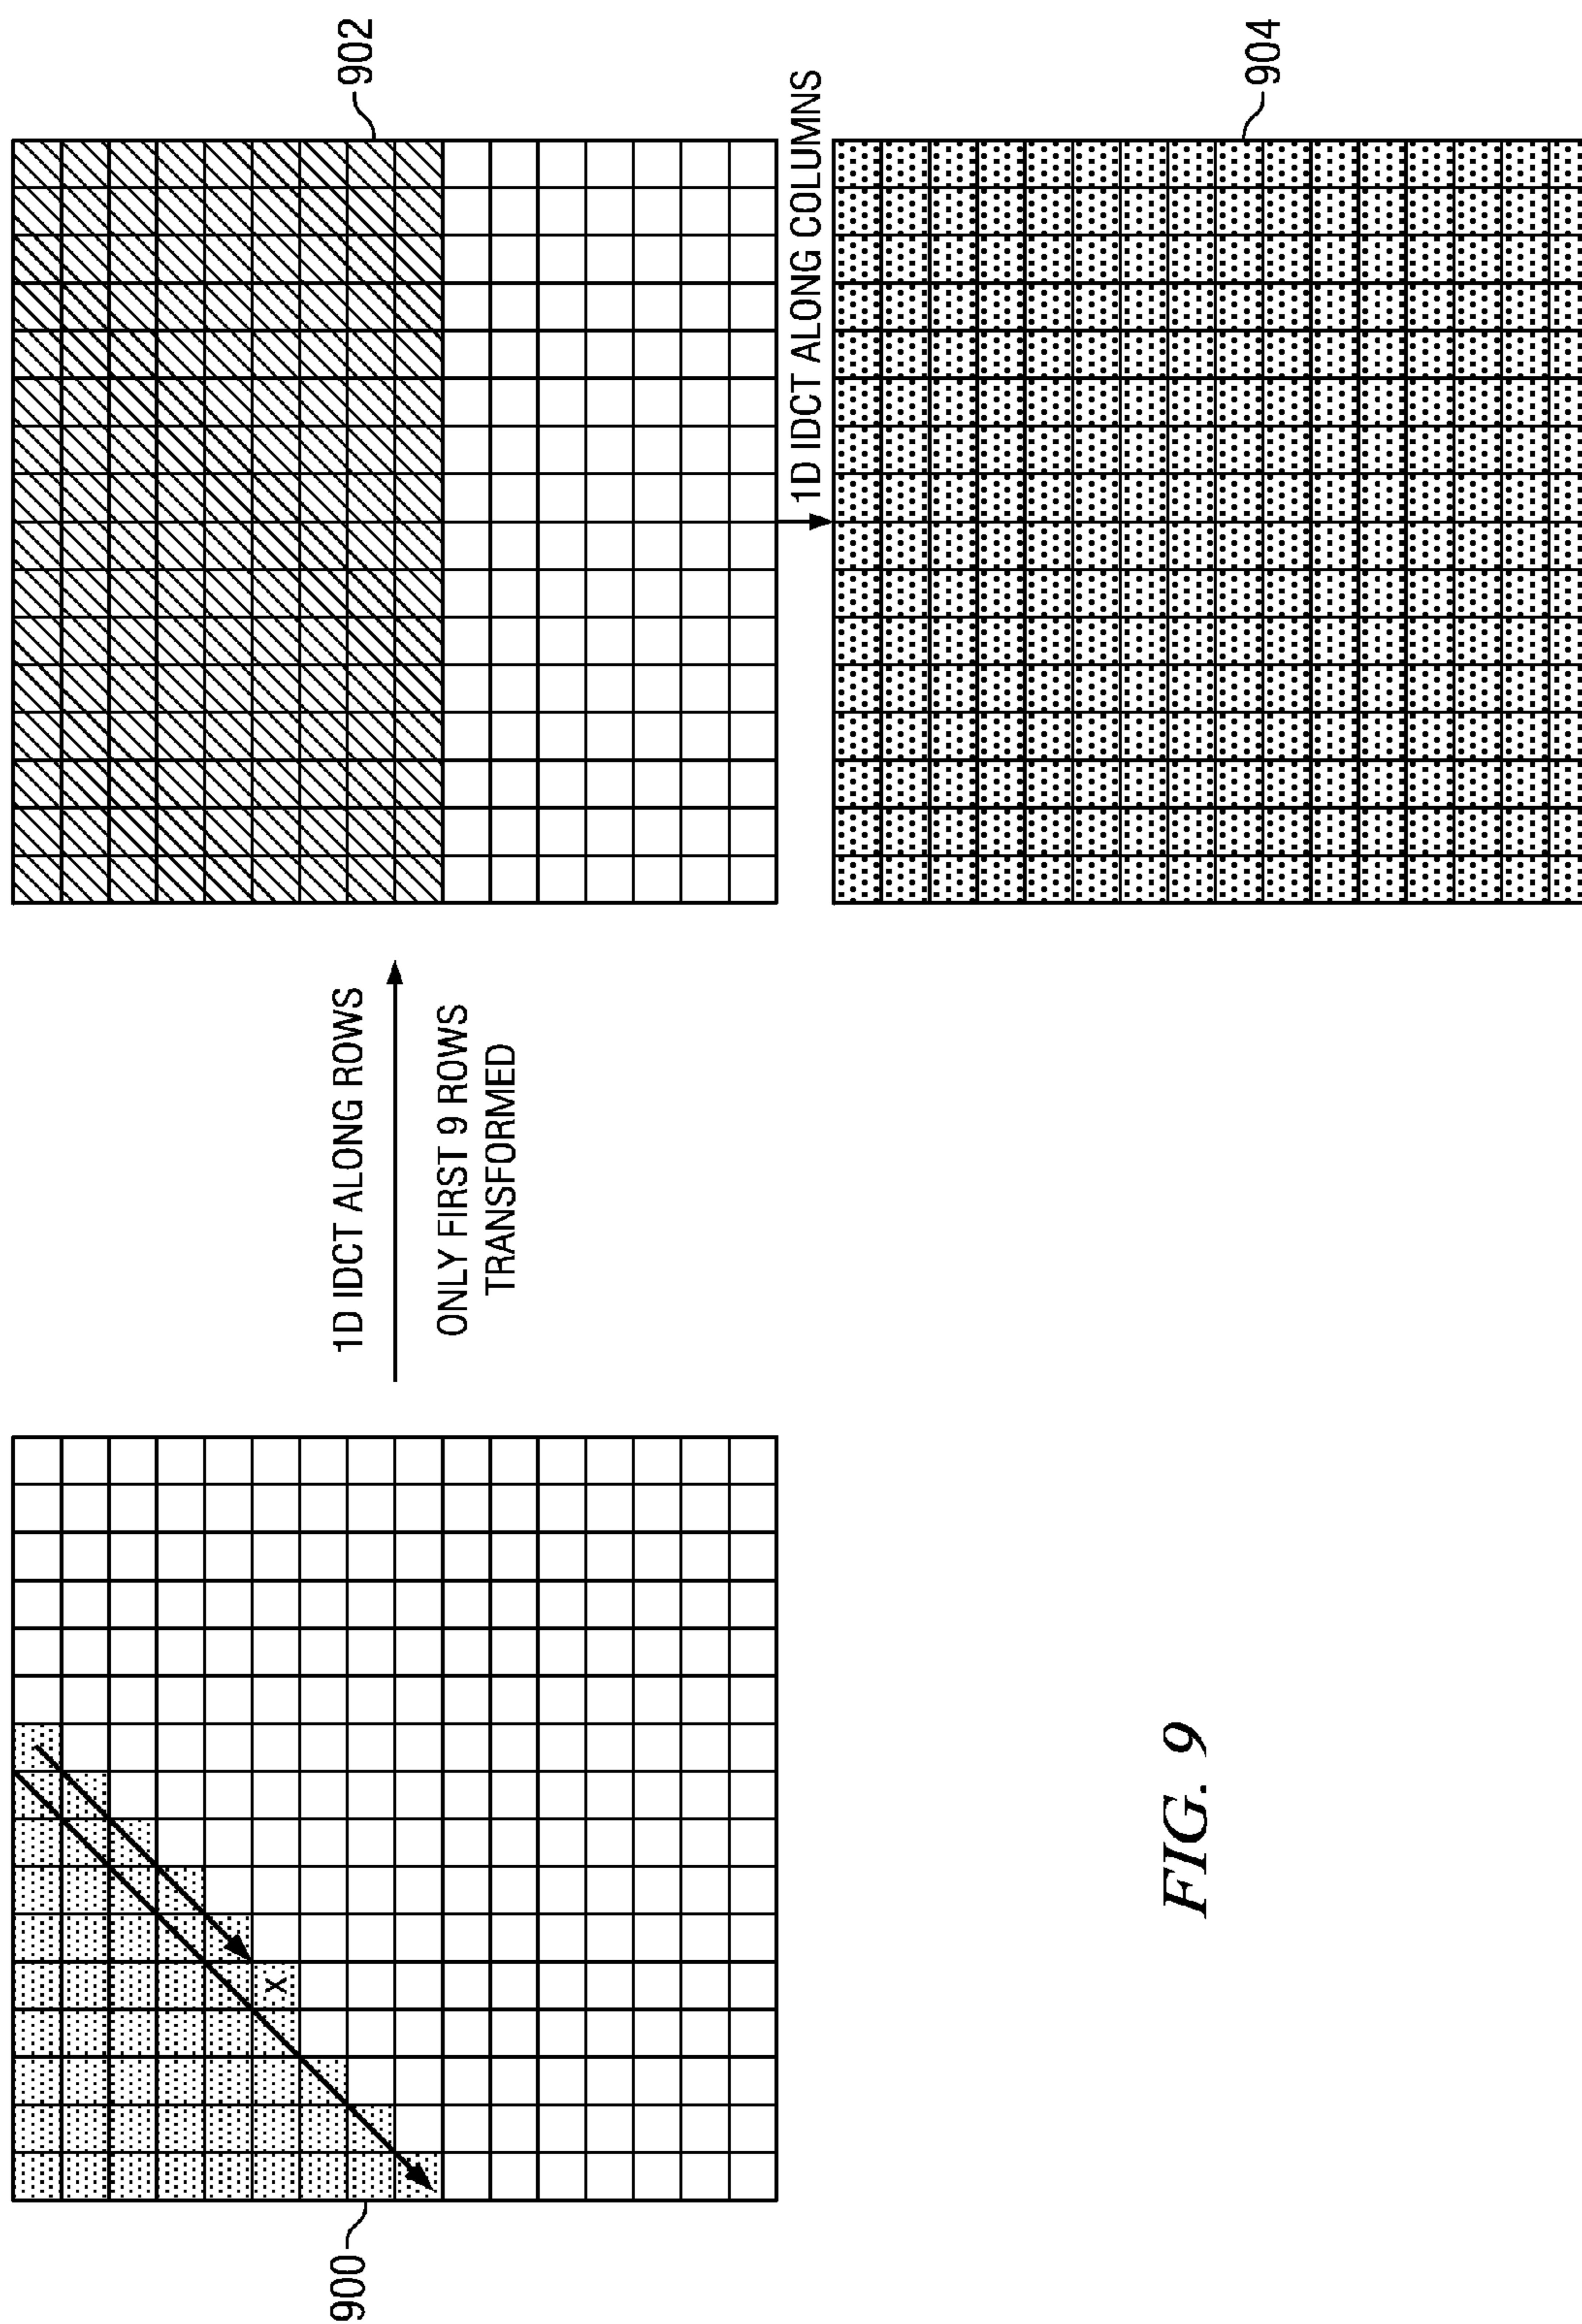 900
X
1D IDCT ALONG ROWS
ONLY FIRST 9 ROWS
TRANSFORMED
902
1D IDCT ALONG COLUMNS
904
FIG. 9